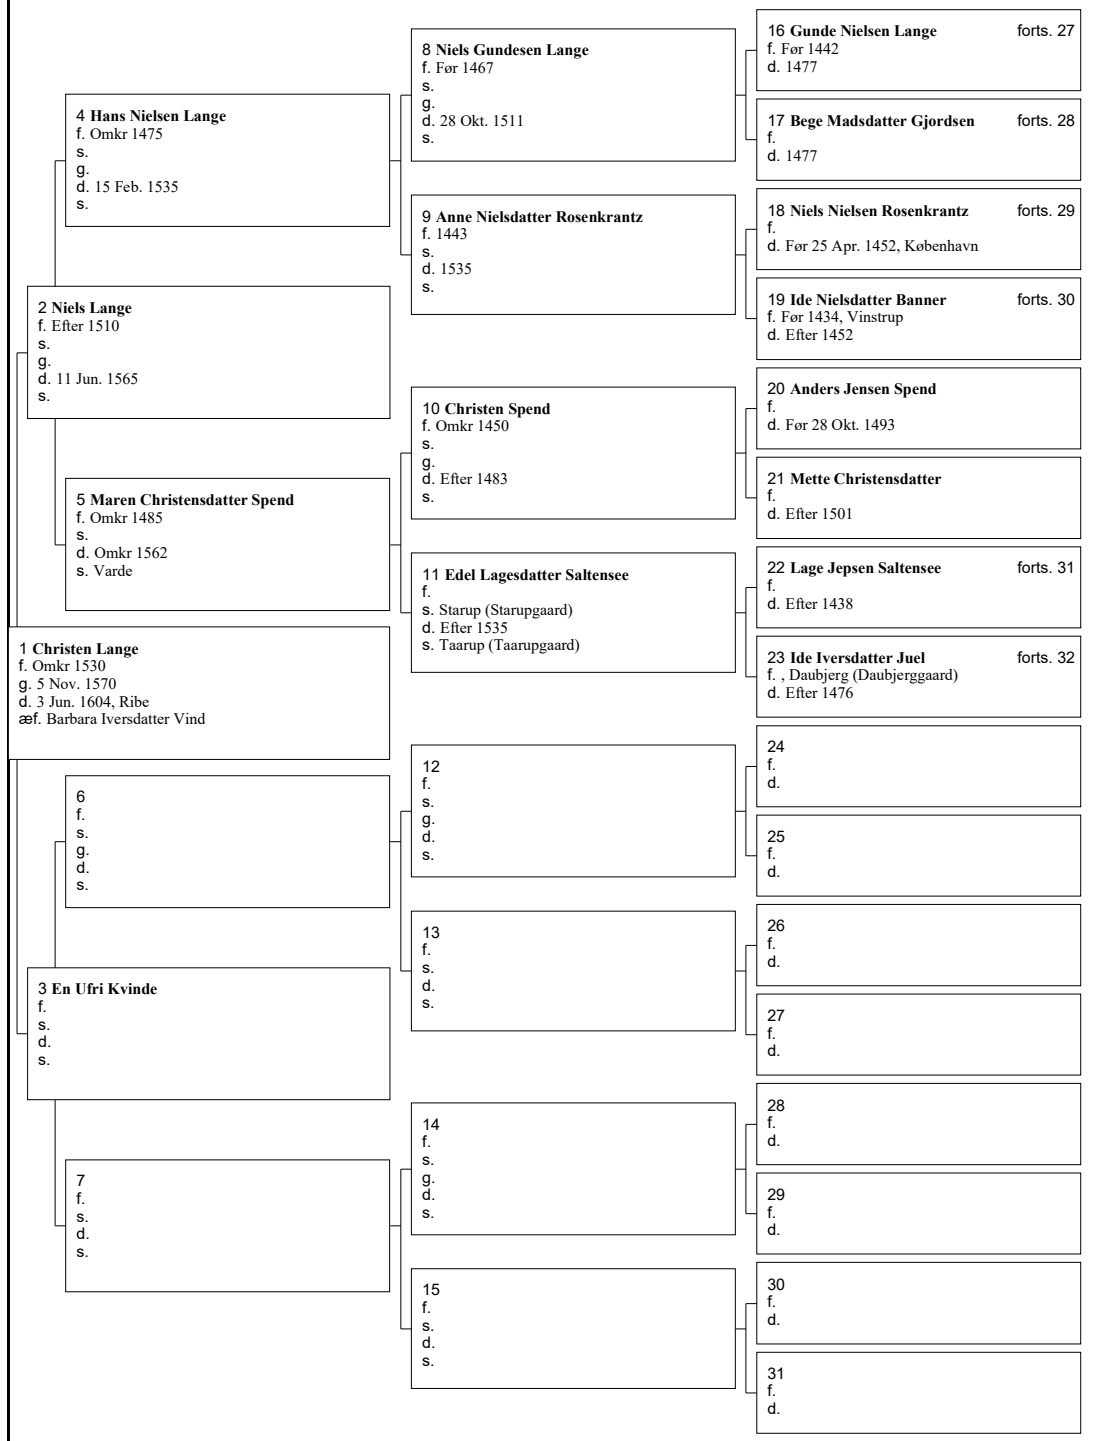 16 Gunde Nielsen Lange forts. 27
f. Før 1442
d. 1477
8 Niels Gundesen Lange
f. Før 1467
s.
g.
d. 28 Okt. 1511
s.
17 Bege Madsdatter Gjordsen forts. 28
f.
d. 1477
4 Hans Nielsen Lange
f. Omkr 1475
s.
g.
d. 15 Feb. 1535
s.
18 Niels Nielsen Rosenkrantz forts. 29
f.
d. Før 25 Apr. 1452, København
9 Anne Nielsdatter Rosenkrantz
f. 1443
s.
d. 1535
s.
19 Ide Nielsdatter Banner forts. 30
f. Før 1434, Vinstrup
d. Efter 1452
2 Niels Lange
f. Efter 1510
s.
g.
d. 11 Jun. 1565
s.
20 Anders Jensen Spend
f.
d. Før 28 Okt. 1493
10 Christen Spend
f. Omkr 1450
s.
g.
d. Efter 1483
s.
21 Mette Christensdatter
f.
d. Efter 1501
5 Maren Christensdatter Spend
f. Omkr 1485
s.
d. Omkr 1562
s. Varde
22 Lage Jepsen Saltensee forts. 31
f.
d. Efter 1438
11 Edel Lagesdatter Saltensee
f.
s. Starup (Starupgaard)
d. Efter 1535
s. Taarup (Taarupgaard)
23 Ide Iversdatter Juel forts. 32
f. , Daubjerg (Daubjerggaard)
d. Efter 1476
1 Christen Lange
f. Omkr 1530
g. 5 Nov. 1570
d. 3 Jun. 1604, Ribe
æf. Barbara Iversdatter Vind
24
f.
d.
12
f.
s.
g.
d.
s.
25
f.
d.
6
f.
s.
g.
d.
s.
26
f.
d.
13
f.
s.
d.
s.
27
f.
d.
3 En Ufri Kvinde
f.
s.
d.
s.
28
f.
d.
14
f.
s.
g.
d.
s.
29
f.
d.
7
f.
s.
d.
s.
30
f.
d.
15
f.
s.
d.
s.
31
f.
d.